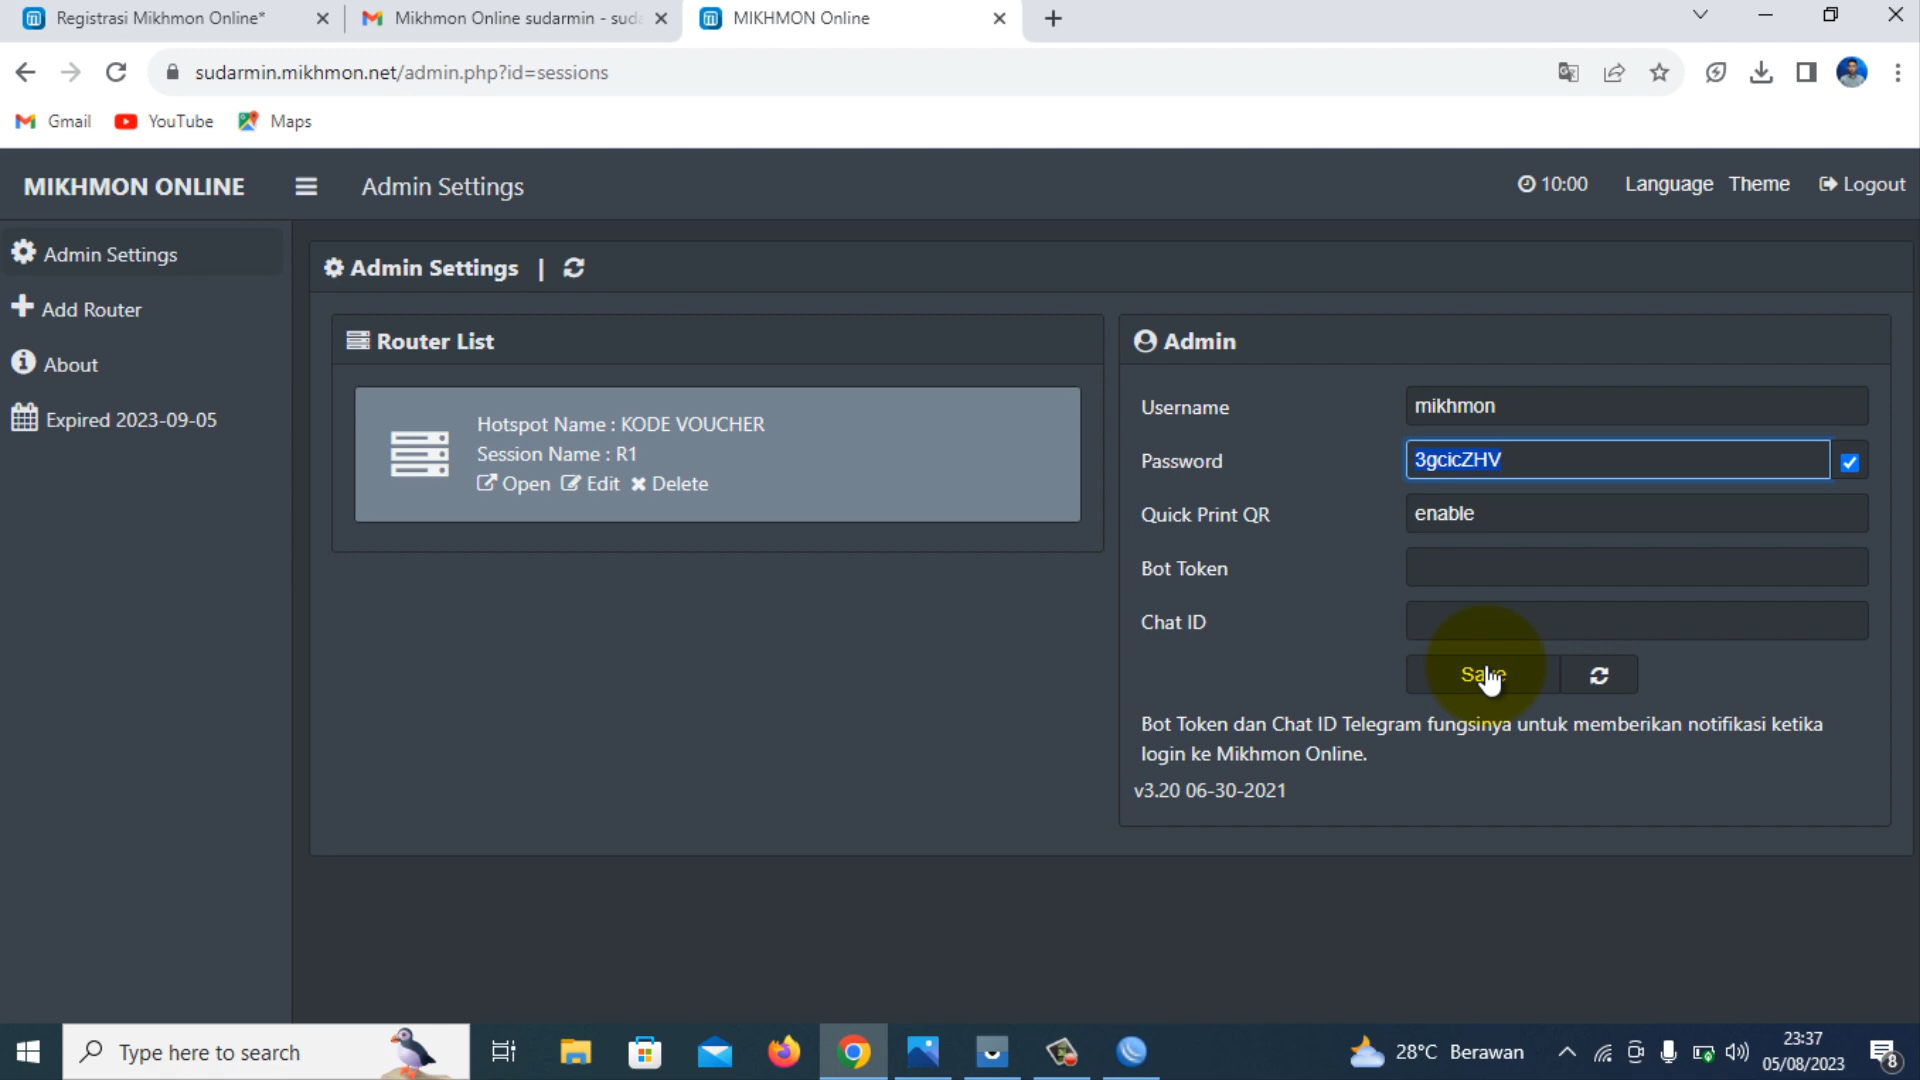 Registrasi Mikhmon Online*
Mikhmon Online sudarmin - suda
MIKHMON Online
sudarmin.mikhmon.net/admin.php?id=sessions
Gmail
YouTube
Maps
MIKHMON ONLINE
Admin Settings
10:00
Language
Theme
Logout
Admin Settings
Add Router
About
Expired 2023-09-05
Admin Settings |
Router List
Hotspot Name : KODE VOUCHER
Session Name : R1
Open Edit Delete
Admin
Username
mikhmon
Password
3gcicZHV
Quick Print QR
enable
Bot Token
Chat ID
Save
Bot Token dan Chat ID Telegram fungsinya untuk memberikan notifikasi ketika
login ke Mikhmon Online.
v3.20 06-30-2021
Type here to search
28°C Berawan
23:37
05/08/2023
8